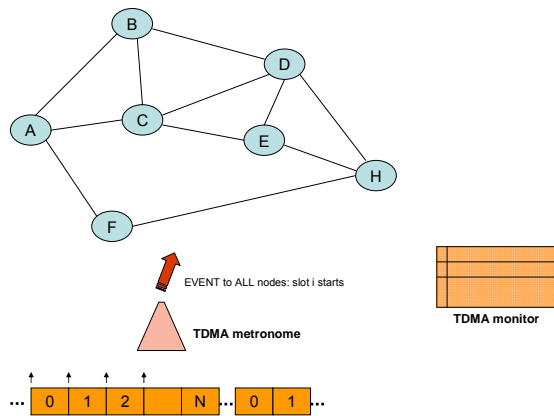 B
D
A
C
E
H
F
EVENT to ALL nodes: slot i starts
TDMA metronome
TDMA monitor
... 0 1 2 N ... 0 1 ...